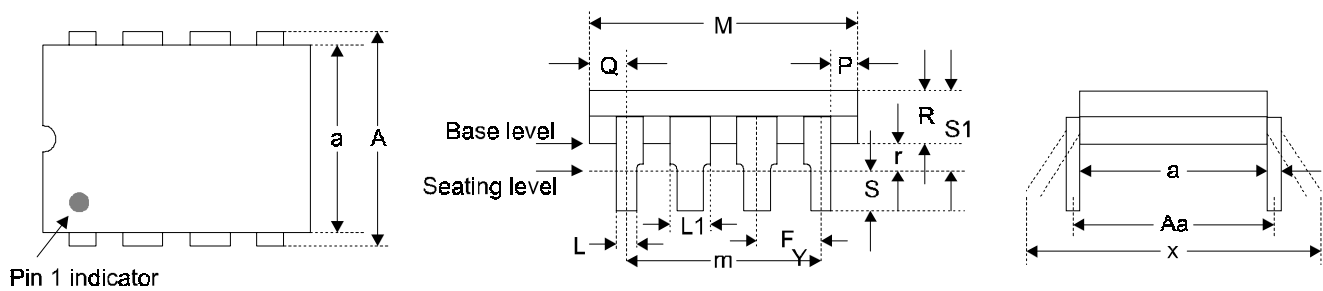 a
A
Pin 1 indicator
M
Q
P
R
S1
Base level
r
Seating level
S
L1
L
F
Y
m
a
Aa
x